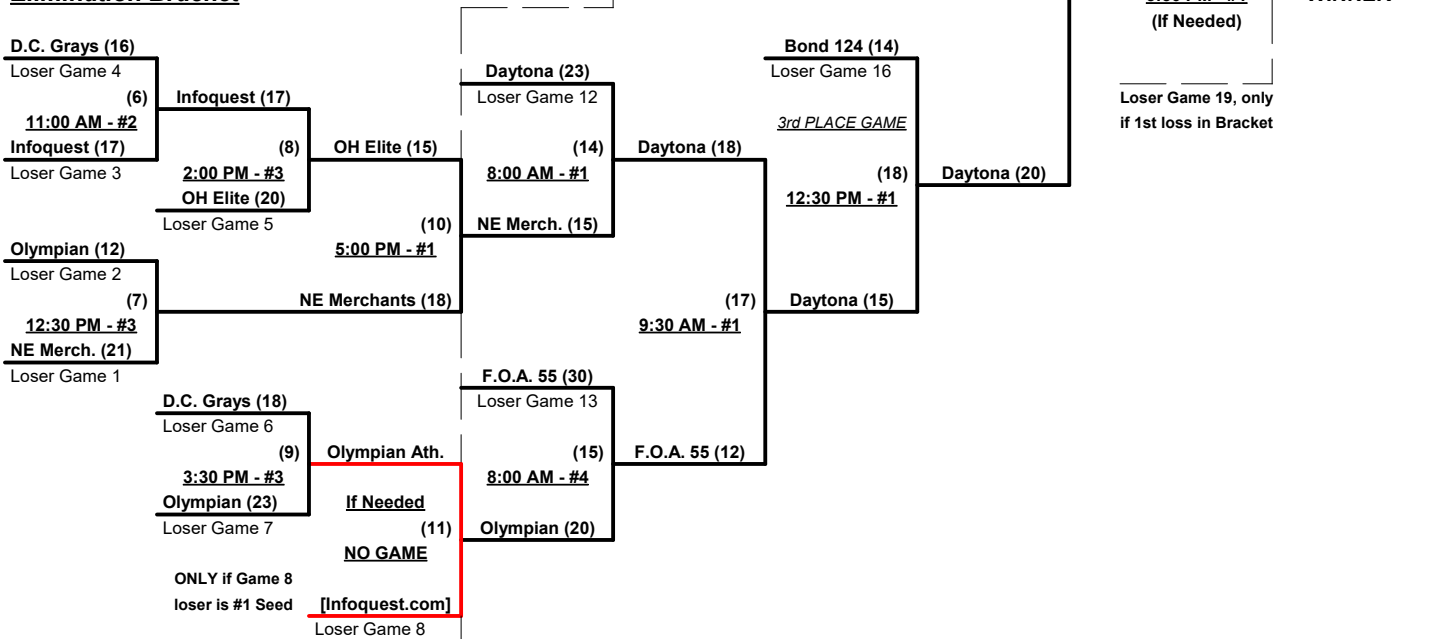 Elimination Bracket
(If Needed)
Loser Game 19, only
if 1st loss in Bracket
D.C. Grays (16)
Loser Game 4
(6)
11:00 AM - #2
Infoquest (17)
Loser Game 3
Infoquest (17)
(8)
2:00 PM - #3
OH Elite (20)
Loser Game 5
OH Elite (15)
(10)
5:00 PM - #1
Olympian (12)
Loser Game 2
(7)
12:30 PM - #3
NE Merch. (21)
Loser Game 1
NE Merchants (18)
D.C. Grays (18)
Loser Game 6
(9)
3:30 PM - #3
Olympian (23)
Loser Game 7
Olympian Ath.
If Needed
(11)
NO GAME
ONLY if Game 8
loser is #1 Seed
[Infoquest.com]
Loser Game 8
Daytona (23)
Loser Game 12
(14)
8:00 AM - #1
NE Merch. (15)
Daytona (18)
F.O.A. 55 (30)
Loser Game 13
(15)
8:00 AM - #4
Olympian (20)
F.O.A. 55 (12)
(17)
9:30 AM - #1
Bond 124 (14)
Loser Game 16
3rd PLACE GAME
(18)
12:30 PM - #1
Daytona (15)
Daytona (20)